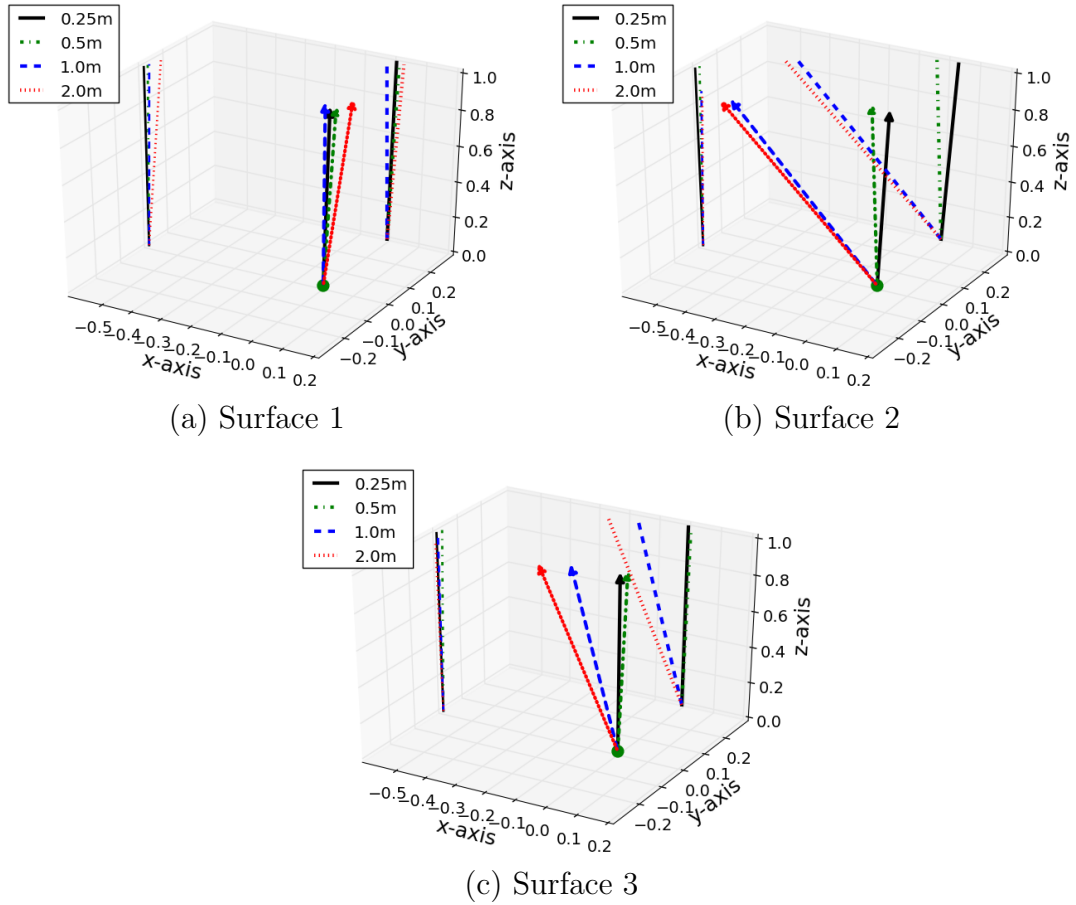 0.25m
0.5m
1.0m
2.0m
1.0
0.8
0.6
0.4
0.2
0.0
z-axis
−0.5
−0.4
−0.3
−0.2
−0.1
0.0
0.1
0.2
x-axis
−0.2
−0.1
0.0
0.1
0.2
y-axis
(a) Surface 1
0.25m
0.5m
1.0m
2.0m
1.0
0.8
0.6
0.4
0.2
0.0
z-axis
−0.5
−0.4
−0.3
−0.2
−0.1
0.0
0.1
0.2
x-axis
−0.2
−0.1
0.0
0.1
0.2
y-axis
(b) Surface 2
0.25m
0.5m
1.0m
2.0m
1.0
0.8
0.6
0.4
0.2
0.0
z-axis
−0.5
−0.4
−0.3
−0.2
−0.1
0.0
0.1
0.2
x-axis
−0.2
−0.1
0.0
0.1
0.2
y-axis
(c) Surface 3